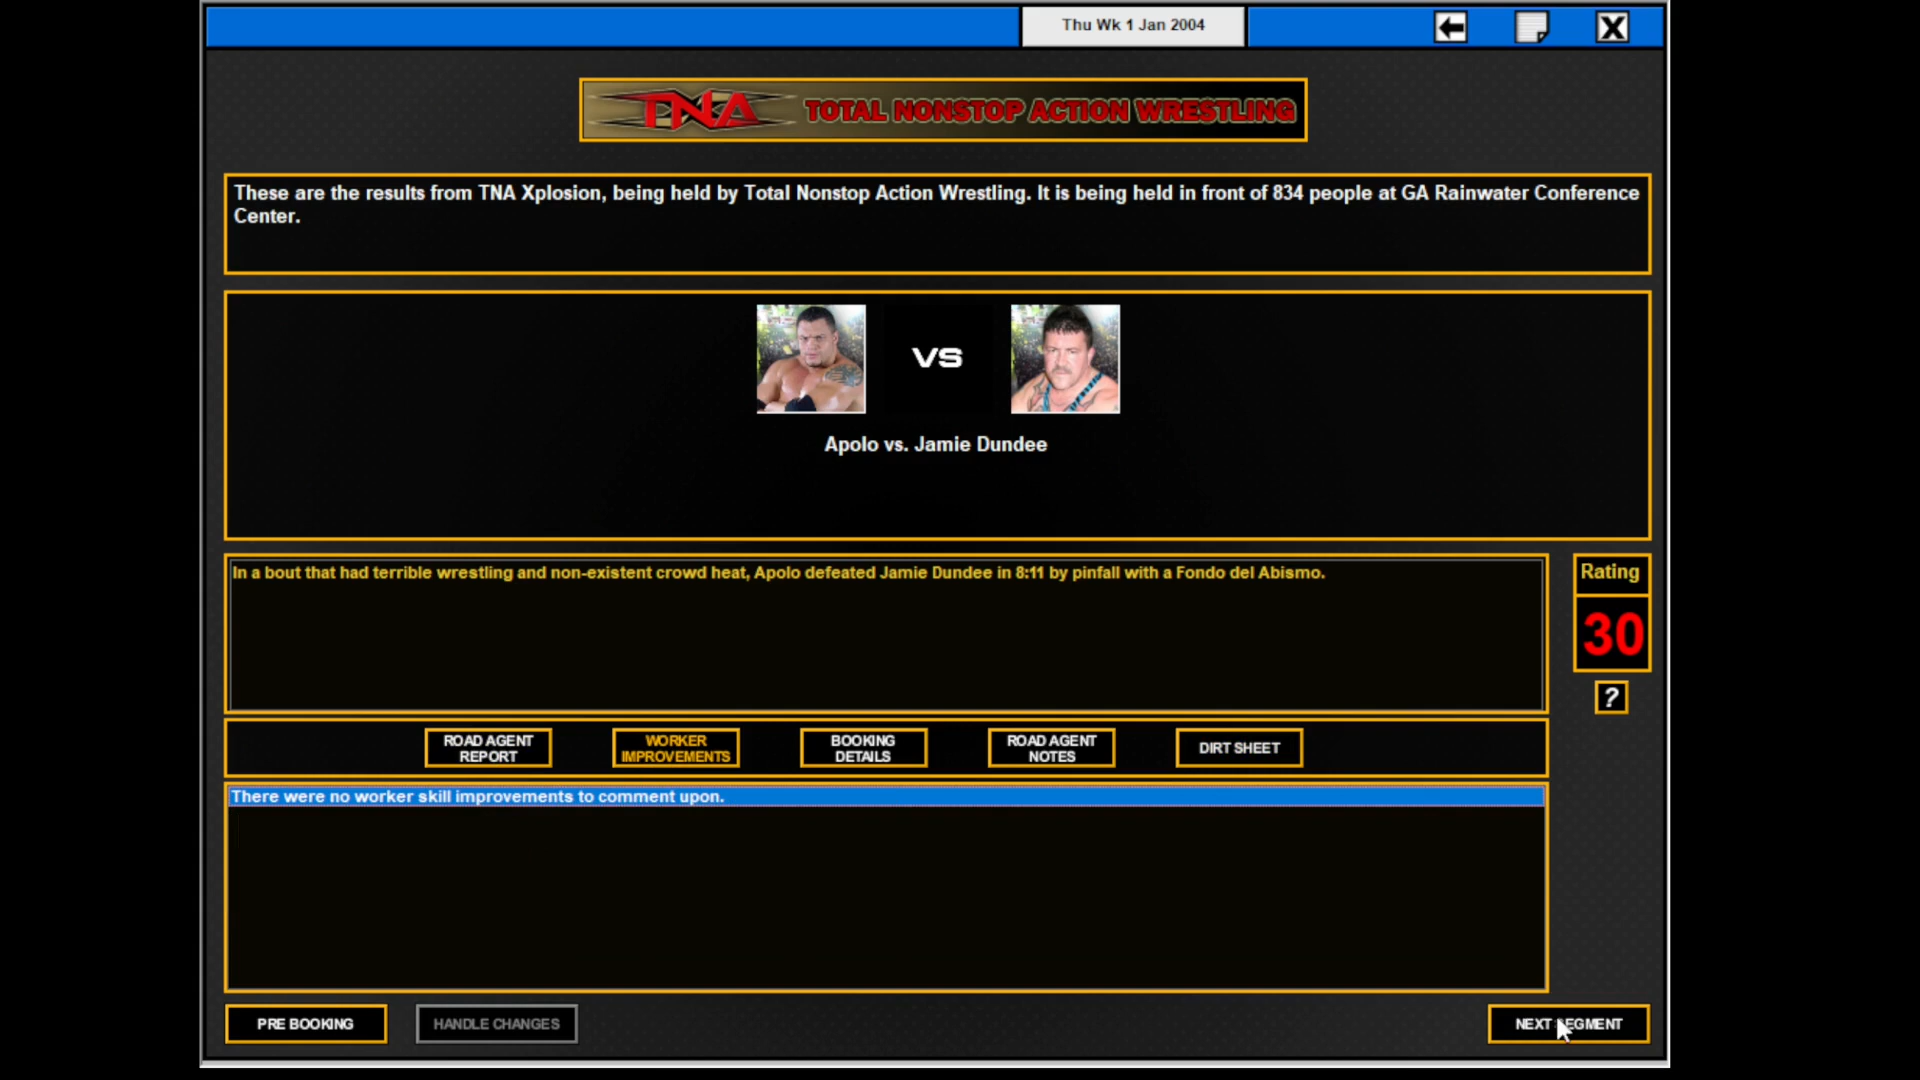 Thu Wk 1 Jan 2004
TNA TOTAL NONSTOP ACTION WRESTLING
These are the results from TNA Xplosion, being held by Total Nonstop Action Wrestling. It is being held in front of 834 people at GA Rainwater Conference
Center.
VS
Apolo vs. Jamie Dundee
In a bout that had terrible wrestling and non-existent crowd heat, Apolo defeated Jamie Dundee in 8:11 by pinfall with a Fondo del Abismo.
Rating
30
?
ROAD AGENT
REPORT
WORKER
IMPROVEMENTS
BOOKING
DETAILS
ROAD AGENT
NOTES
DIRT SHEET
There were no worker skill improvements to comment upon.
PRE BOOKING
HANDLE CHANGES
NEXT SEGMENT